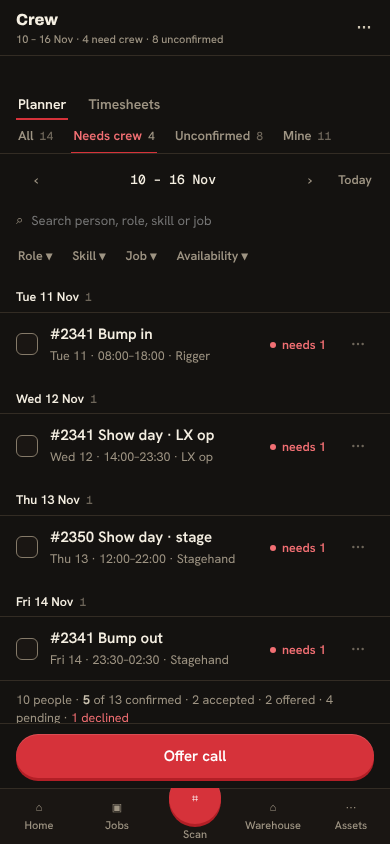 Crew
10 – 16 Nov · 4 need crew · 8 unconfirmed
Planner Timesheets
All 14 Needs crew 4 Unconfirmed 8 Mine 11
‹ 10 – 16 Nov › Today
Search person, role, skill or job
Role ▾ Skill ▾ Job ▾ Availability ▾
Tue 11 Nov 1
#2341 Bump in
Tue 11 · 08:00–18:00 · Rigger
needs 1
Wed 12 Nov 1
#2341 Show day · LX op
Wed 12 · 14:00–23:30 · LX op
needs 1
Thu 13 Nov 1
#2350 Show day · stage
Thu 13 · 12:00–22:00 · Stagehand
needs 1
Fri 14 Nov 1
#2341 Bump out
Fri 14 · 23:30–02:30 · Stagehand
needs 1
10 people · 5 of 13 confirmed · 2 accepted · 2 offered · 4
pending · 1 declined
Offer call
Home Jobs Scan Warehouse Assets